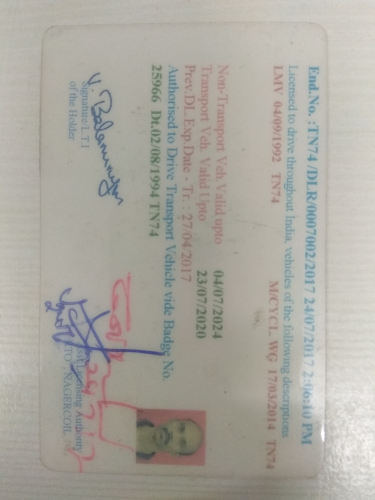 End.No. :TN74 /DLR/0007002/2017 24/07/2017 2:06:10 PM
Licensed to drive throughout India, vehicles of the following descriptions
LMV 04/09/1992 TN74 M/CYCL. WG 17/03/2014 TN74
Non-Transport Veh.Valid upto 04/07/2024
Transport Veh. Valid Upto 23/07/2020
Prev.DL.Exp.Date - Tr. : 27/04/2017
Authorised to Drive Transport Vehicle vide Badge No.
25966 Dt.02/08/1994 TN74
Signature/L T I
of the Holder
Authority
NAGERCOIL